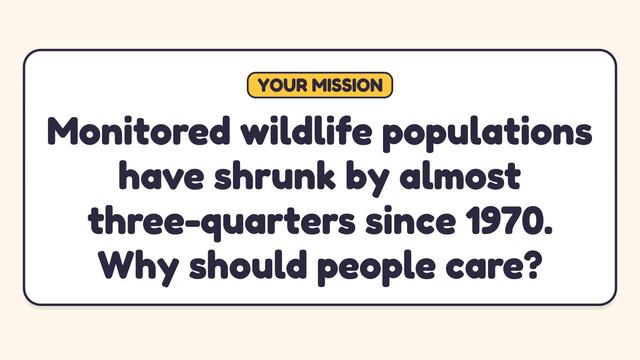 YOUR MISSION
Monitored wildlife populations
have shrunk by almost
three-quarters since 1970.
Why should people care?